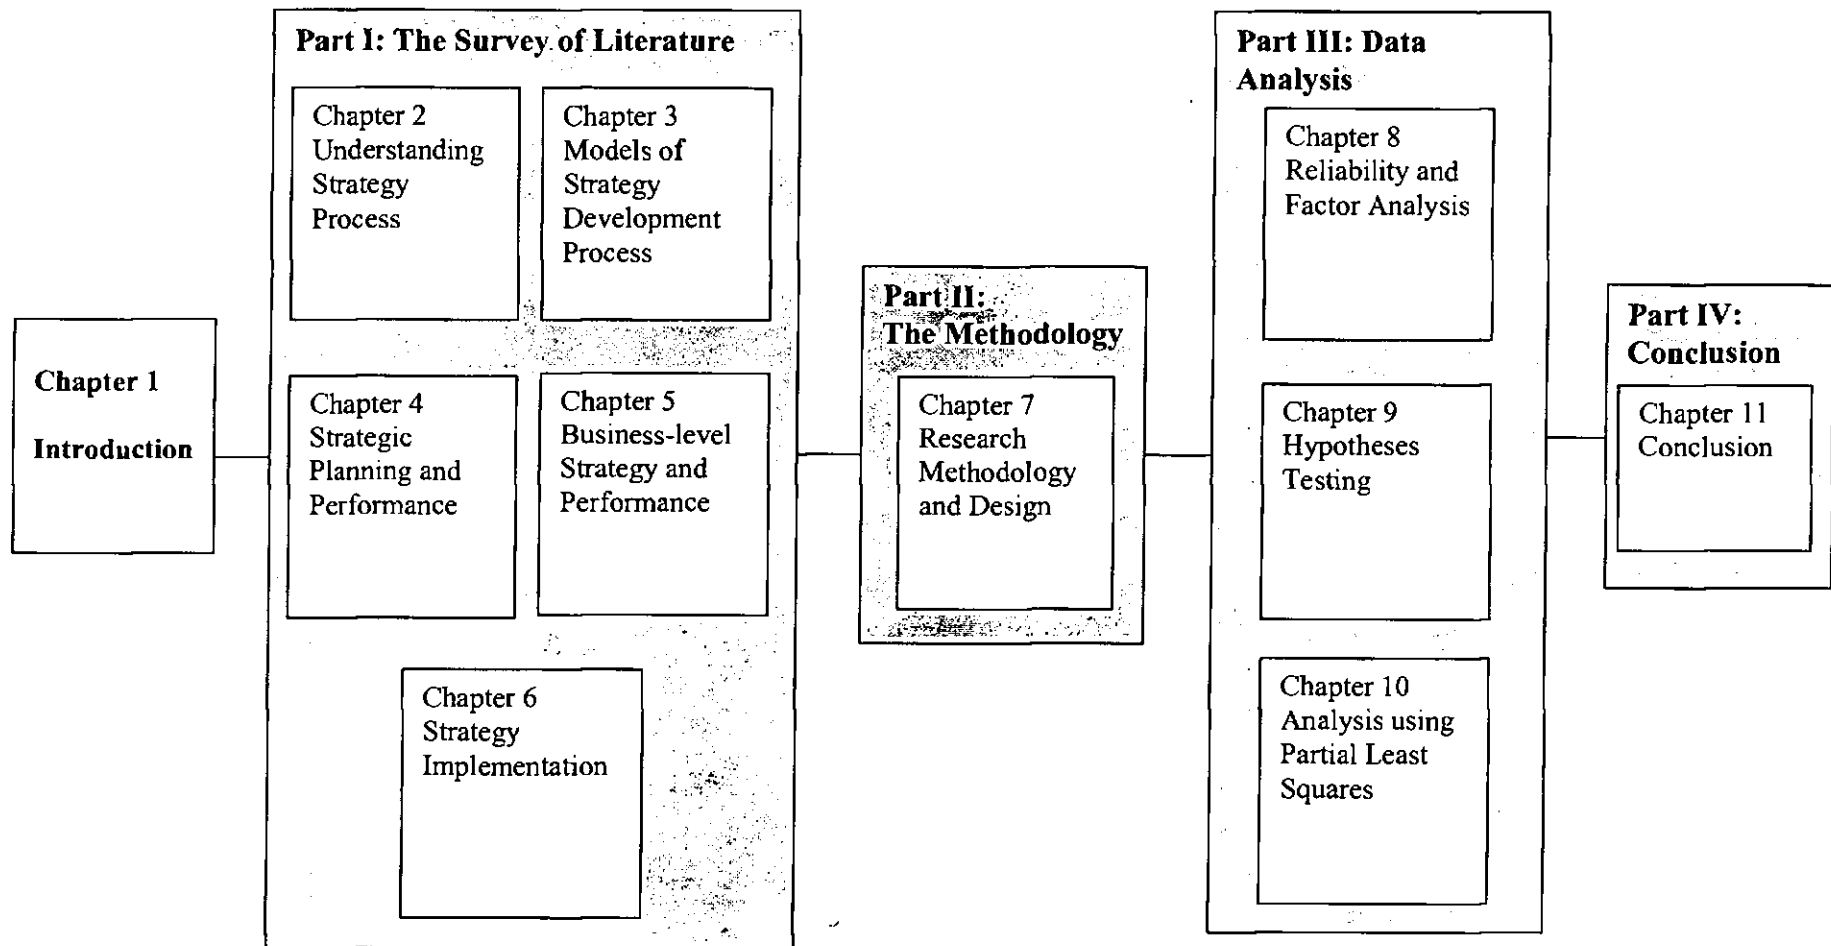 Chapter 1
Introduction
Part I: The Survey of Literature
Chapter 2
Understanding
Strategy
Process
Chapter 3
Models of
Strategy
Development
Process
Chapter 4
Strategic
Planning and
Performance
Chapter 5
Business-level
Strategy and
Performance
Chapter 6
Strategy
Implementation
Part II:
The Methodology
Chapter 7
Research
Methodology
and Design
Part III: Data
Analysis
Chapter 8
Reliability and
Factor Analysis
Chapter 9
Hypotheses
Testing
Chapter 10
Analysis using
Partial Least
Squares
Part IV:
Conclusion
Chapter 11
Conclusion